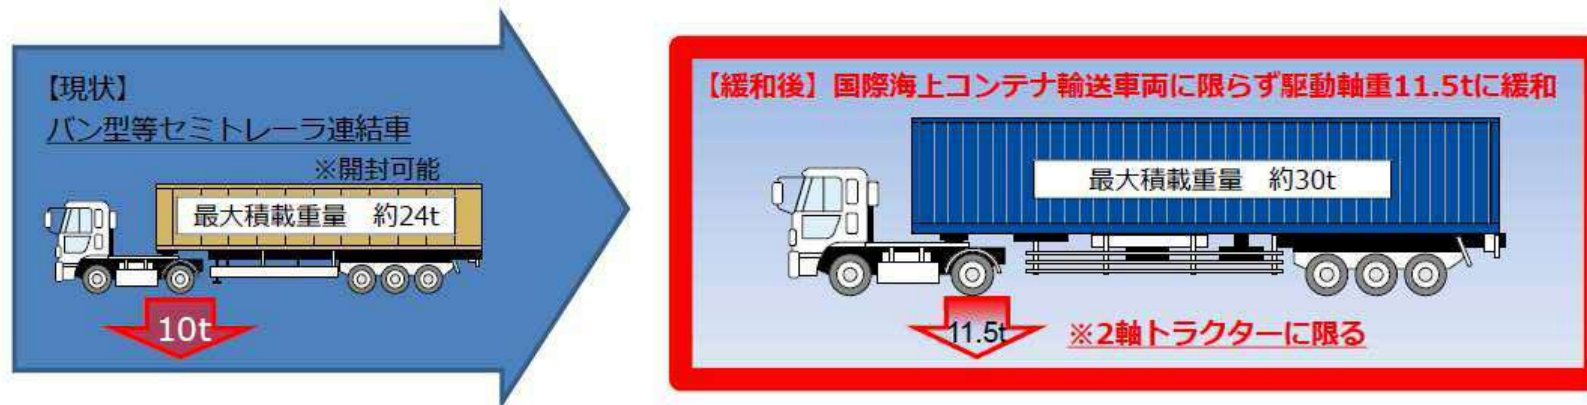 【現状】
バン型等セミトレーラ連結車
※開封可能
最大積載重量 約24t
10t
【緩和後】国際海上コンテナ輸送車両に限らず駆動軸重11.5tに緩和
最大積載重量 約30t
11.5t
※2軸トラクターに限る